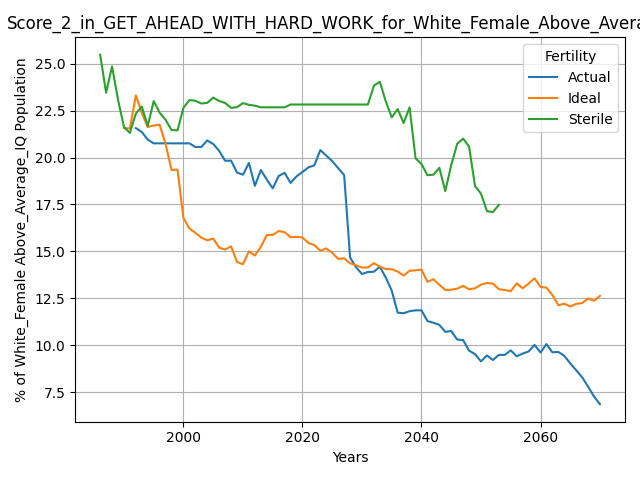 Score_2_in_GET_AHEAD_WITH_HARD_WORK_for_White_Female_Above_Avera
Fertility
Actual
Ideal
Sterile
% of White_Female Above_Average_IQ Population
25.0
22.5
20.0
17.5
15.0
12.5
10.0
7.5
2000 2020 2040 2060
Years